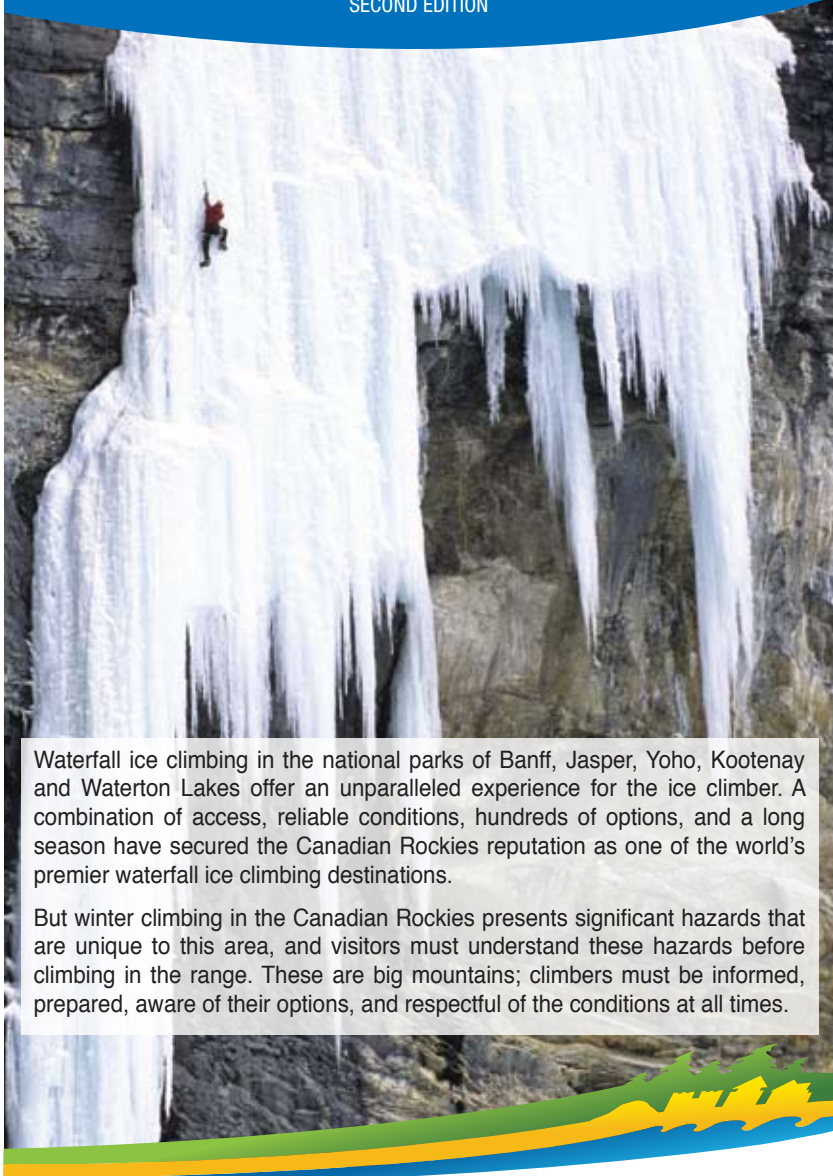 SECOND EDITION
Waterfall ice climbing in the national parks of Banff, Jasper, Yoho, Kootenay
and Waterton Lakes offer an unparalleled experience for the ice climber. A
combination of access, reliable conditions, hundreds of options, and a long
season have secured the Canadian Rockies reputation as one of the world's
premier waterfall ice climbing destinations.
But winter climbing in the Canadian Rockies presents significant hazards that
are unique to this area, and visitors must understand these hazards before
climbing in the range. These are big mountains; climbers must be informed,
prepared, aware of their options, and respectful of the conditions at all times.